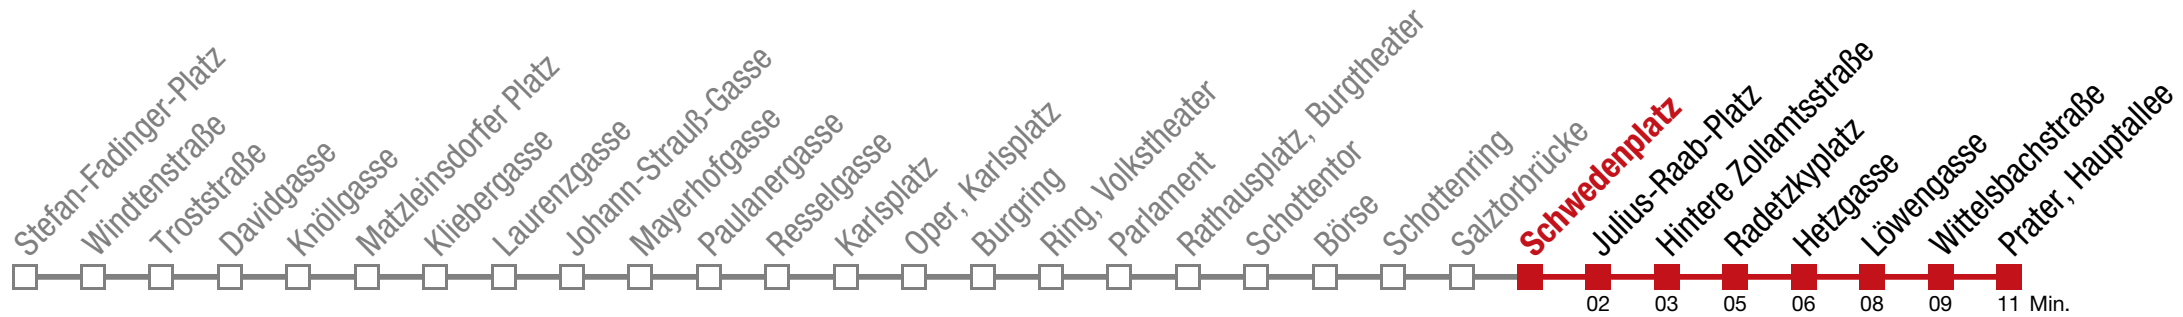 Stefan-Fadinger-Platz
Windtenstraße
Troststraße
Davidgasse
Knöllgasse
Matzleinsdorfer Platz
Kliebergasse
Laurenzgasse
Johann-Strauß-Gasse
Mayerhofgasse
Paulanergasse
Resselgasse
Karlsplatz
Oper, Karlsplatz
Burgring
Ring, Volkstheater
Parlament
Rathausplatz, Burgtheater
Schottentor
Börse
Schottenring
Salztorbrücke
Schwedenplatz
Julius-Raab-Platz
Hintere Zollamtsstraße
Radetzkyplatz
Hetzgasse
Löwengasse
Wittelsbachstraße
Prater, Hauptallee
02 03 05 06 08 09 11 Min.